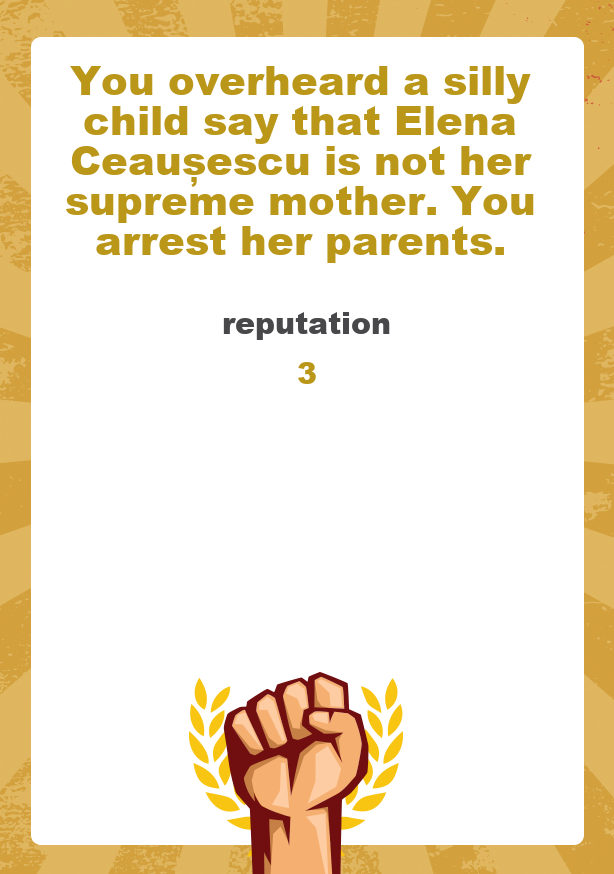 You overheard a silly
child say that Elena
Ceaușescu is not her
supreme mother. You
arrest her parents.
reputation
3